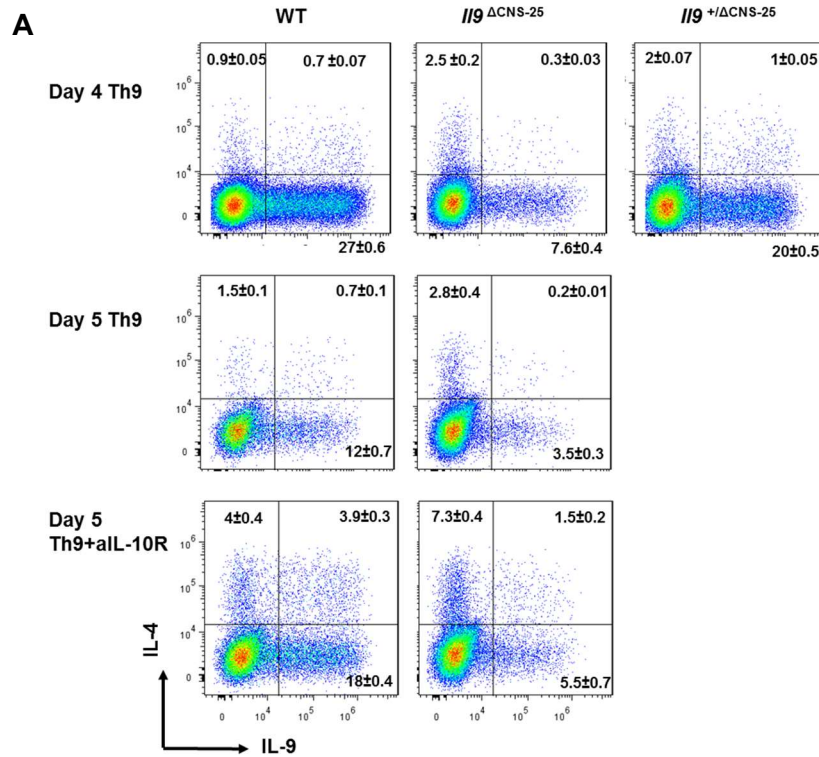 A
WT
Il9 ΔCNS-25
Il9 +/ΔCNS-25
Day 4 Th9
0.9±0.05 0.7 ±0.07
2.5 ±0.2 0.3±0.03
2±0.07 1±0.05
10^6
10^5
10^4
0
27±0.6
7.6±0.4
20±0.5
Day 5 Th9
1.5±0.1 0.7±0.1
2.8±0.4 0.2±0.01
10^6
10^5
10^4
0
12±0.7
3.5±0.3
Day 5
Th9+aIL-10R
4±0.4 3.9±0.3
7.3±0.4 1.5±0.2
10^6
10^5
10^4
0
18±0.4
5.5±0.7
0 10^4 10^5 10^6
0 10^4 10^5 10^6
IL-4
IL-9